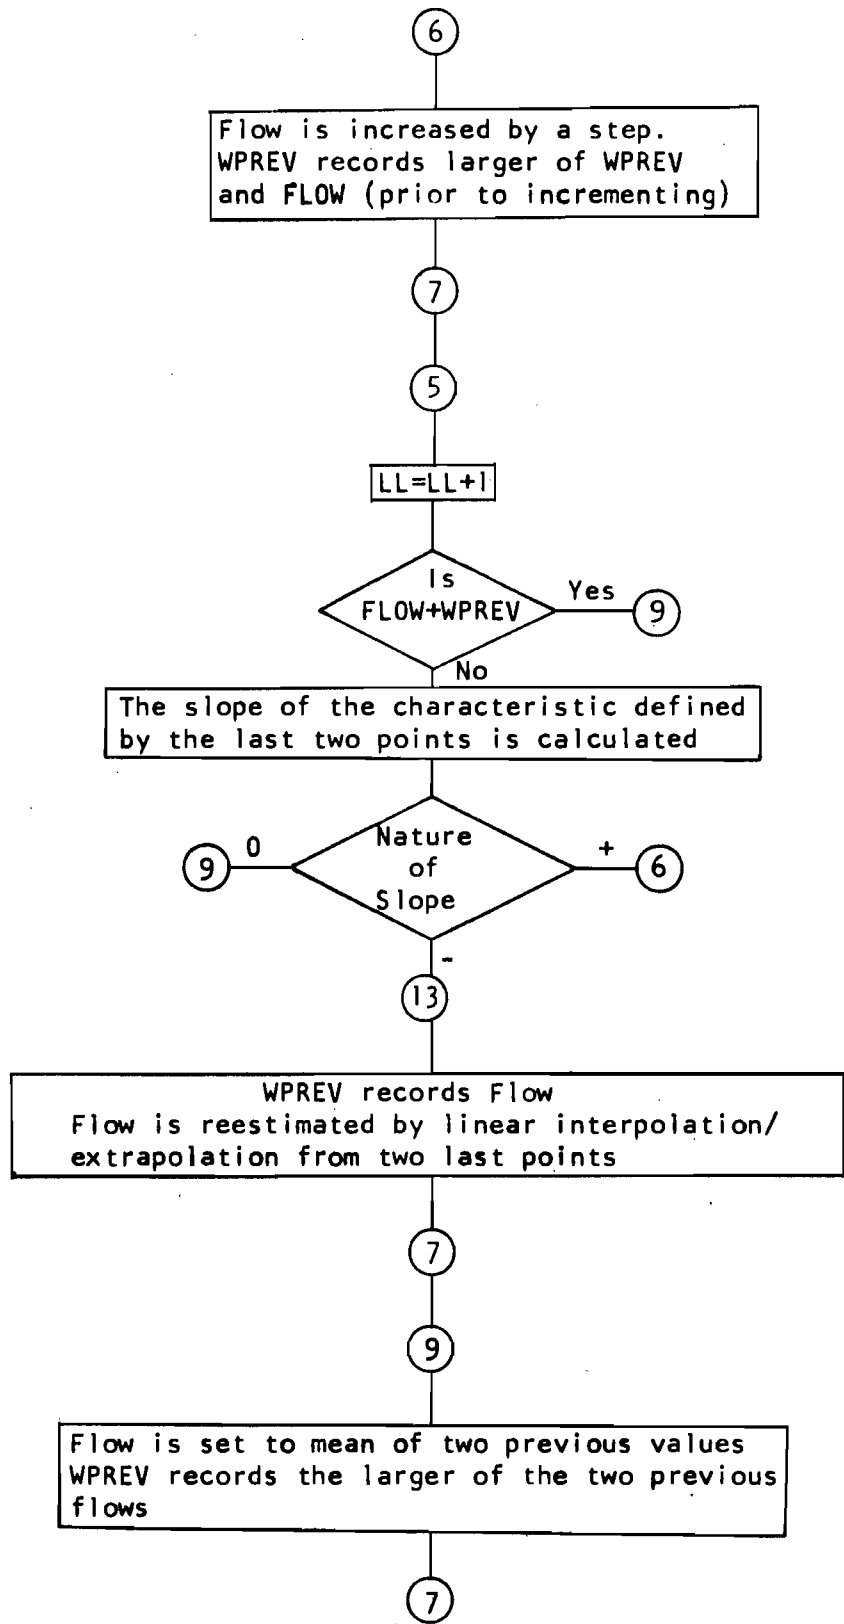 6
Flow is increased by a step.
WPREV records larger of WPREV
and FLOW (prior to incrementing)
7
5
LL=LL+1
Is
FLOW+WPREV
Yes
9
No
The slope of the characteristic defined
by the last two points is calculated
9
0
Nature
of
Slope
+
6
-
13
WPREV records Flow
Flow is reestimated by linear interpolation/
extrapolation from two last points
7
9
Flow is set to mean of two previous values
WPREV records the larger of the two previous
flows
7